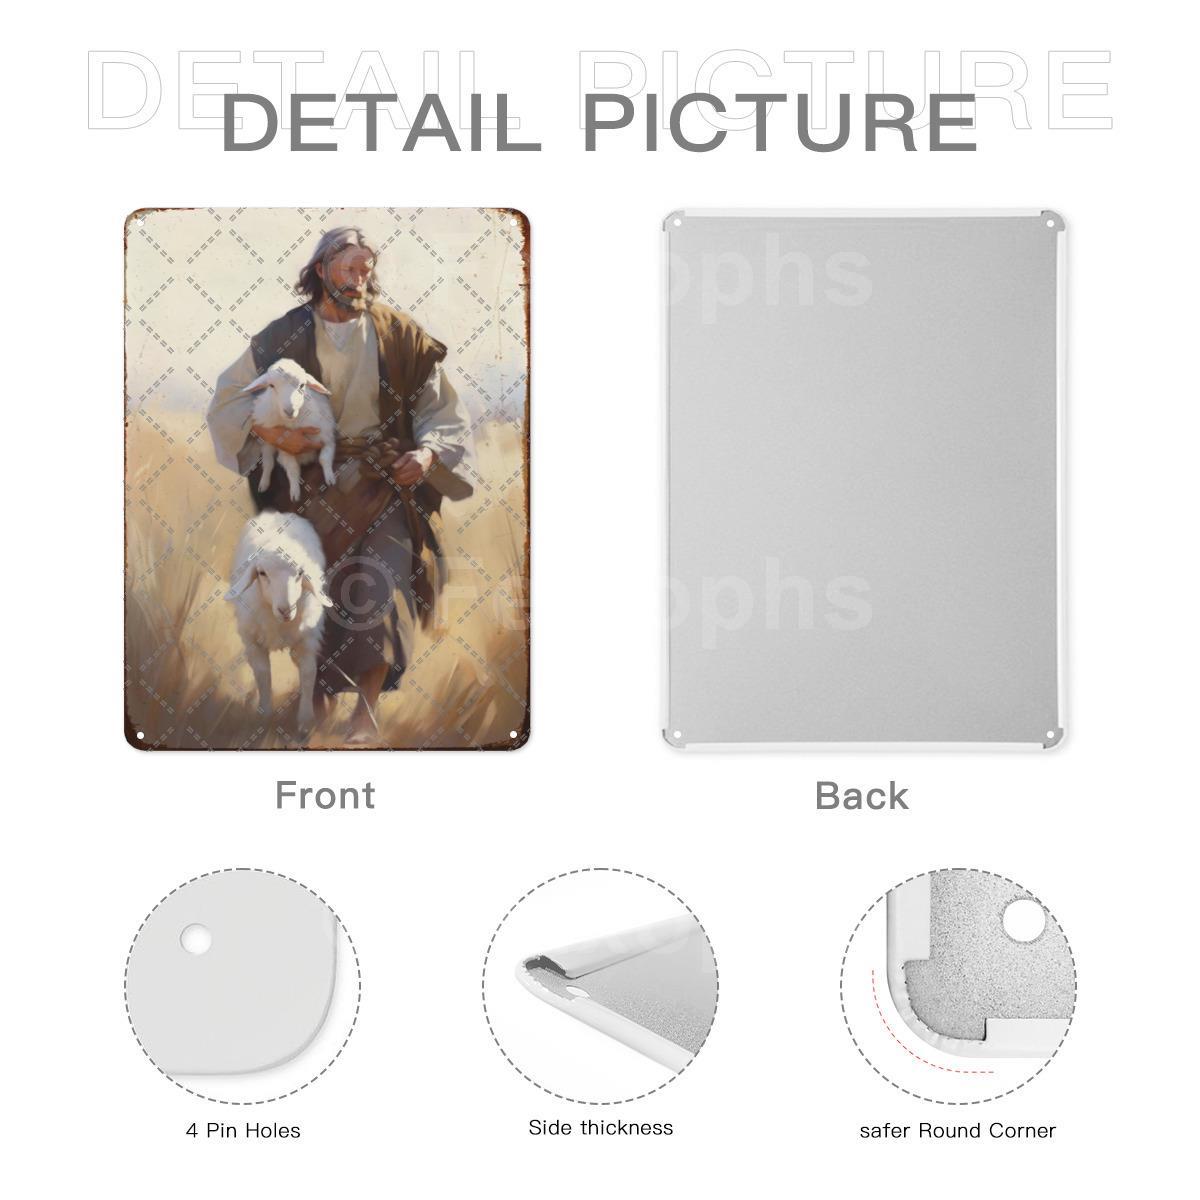 DETAIL PICTURE
DETAIL PICTURE
Front
Back
4 Pin Holes
Side thickness
safer Round Corner